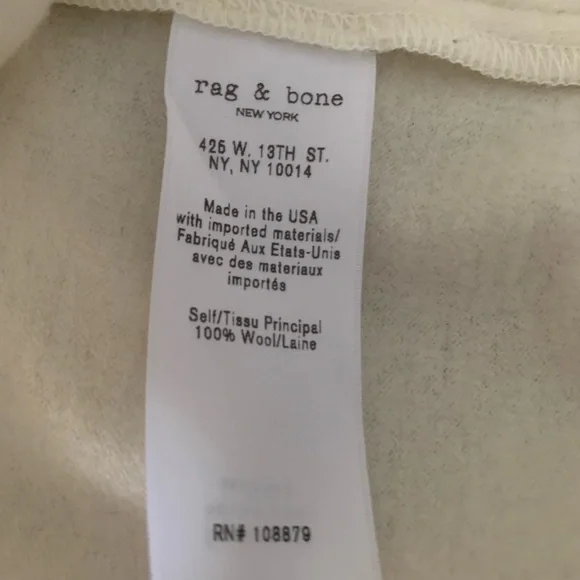 rag & bone
NEW YORK
425 W. 13TH ST.
NY, NY 10014
Made in the USA
with imported materials/
Fabriqué Aux Etats-Unis
avec des materiaux
importés
Self/Tissu Principal
100% Wool/Laine
RN# 108879